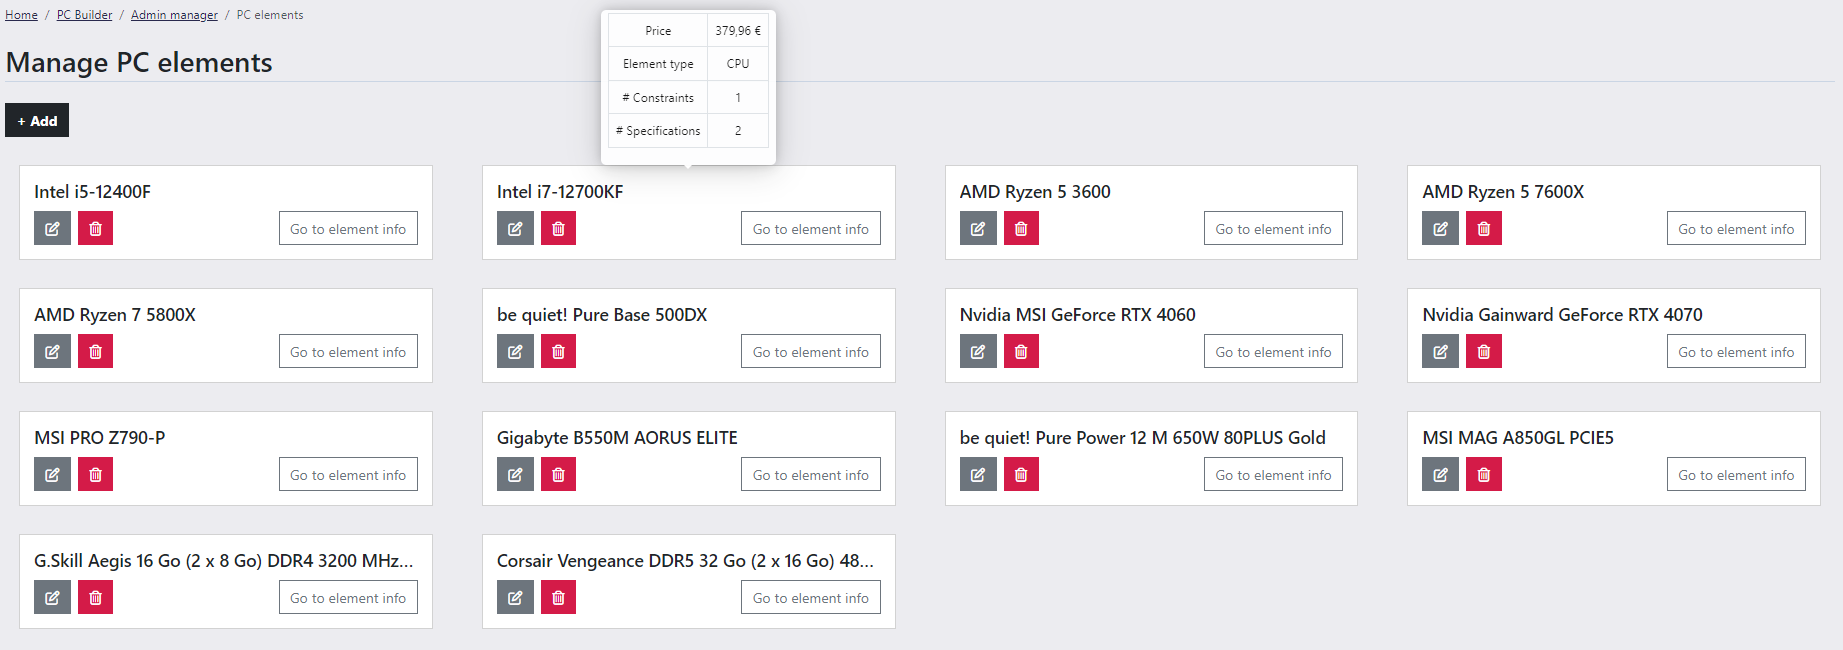 Home / PC Builder / Admin manager / PC elements
Manage PC elements
+ Add
Price 379,96 €
Element type CPU
# Constraints 1
# Specifications 2
Intel i5-12400F
Go to element info
Intel i7-12700KF
Go to element info
AMD Ryzen 5 3600
Go to element info
AMD Ryzen 5 7600X
Go to element info
AMD Ryzen 7 5800X
Go to element info
be quiet! Pure Base 500DX
Go to element info
Nvidia MSI GeForce RTX 4060
Go to element info
Nvidia Gainward GeForce RTX 4070
Go to element info
MSI PRO Z790-P
Go to element info
Gigabyte B550M AORUS ELITE
Go to element info
be quiet! Pure Power 12 M 650W 80PLUS Gold
Go to element info
MSI MAG A850GL PCIE5
Go to element info
G.Skill Aegis 16 Go (2 x 8 Go) DDR4 3200 MHz...
Go to element info
Corsair Vengeance DDR5 32 Go (2 x 16 Go) 48...
Go to element info